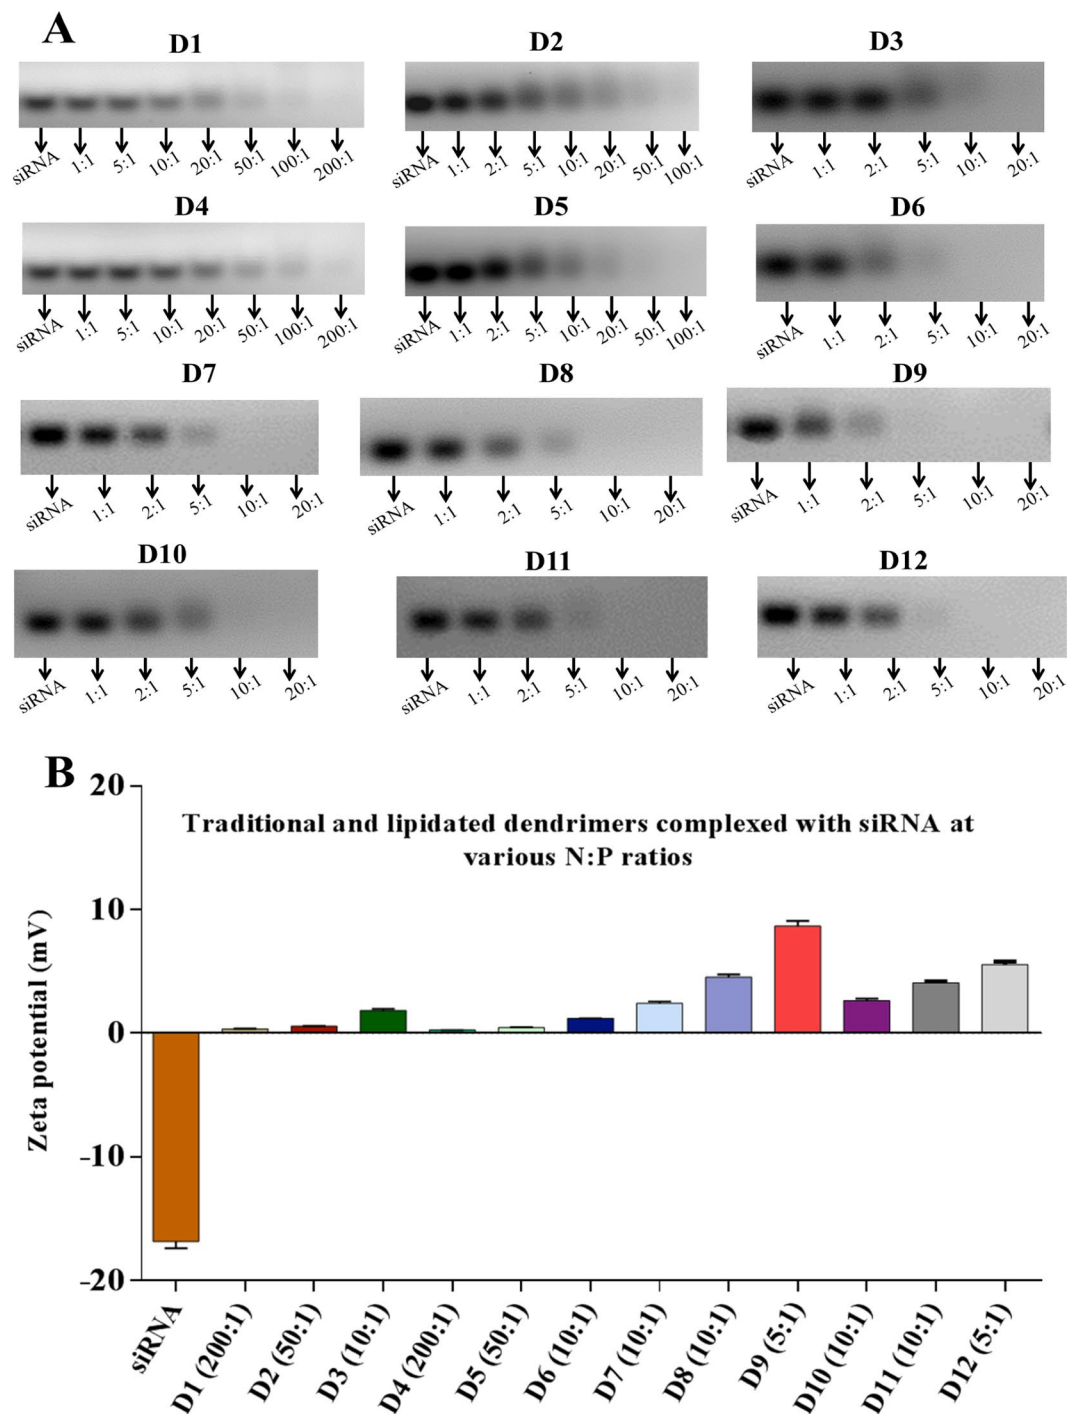 A
D1
D2
D3
siRNA 1:1 5:1 10:1 20:1 50:1 100:1 200:1
siRNA 1:1 2:1 5:1 10:1 20:1 50:1 100:1
siRNA 1:1 2:1 5:1 10:1 20:1
D4
D5
D6
siRNA 1:1 5:1 10:1 20:1 50:1 100:1 200:1
siRNA 1:1 2:1 5:1 10:1 20:1 50:1 100:1
siRNA 1:1 2:1 5:1 10:1 20:1
D7
D8
D9
siRNA 1:1 2:1 5:1 10:1 20:1
siRNA 1:1 2:1 5:1 10:1 20:1
siRNA 1:1 2:1 5:1 10:1 20:1
D10
D11
D12
siRNA 1:1 2:1 5:1 10:1 20:1
siRNA 1:1 2:1 5:1 10:1 20:1
siRNA 1:1 2:1 5:1 10:1 20:1
B
Traditional and lipidated dendrimers complexed with siRNA at
various N:P ratios
Zeta potential (mV)
20
10
0
-10
-20
siRNA
D1 (200:1)
D2 (50:1)
D3 (10:1)
D4 (200:1)
D5 (50:1)
D6 (10:1)
D7 (10:1)
D8 (10:1)
D9 (5:1)
D10 (10:1)
D11 (10:1)
D12 (5:1)